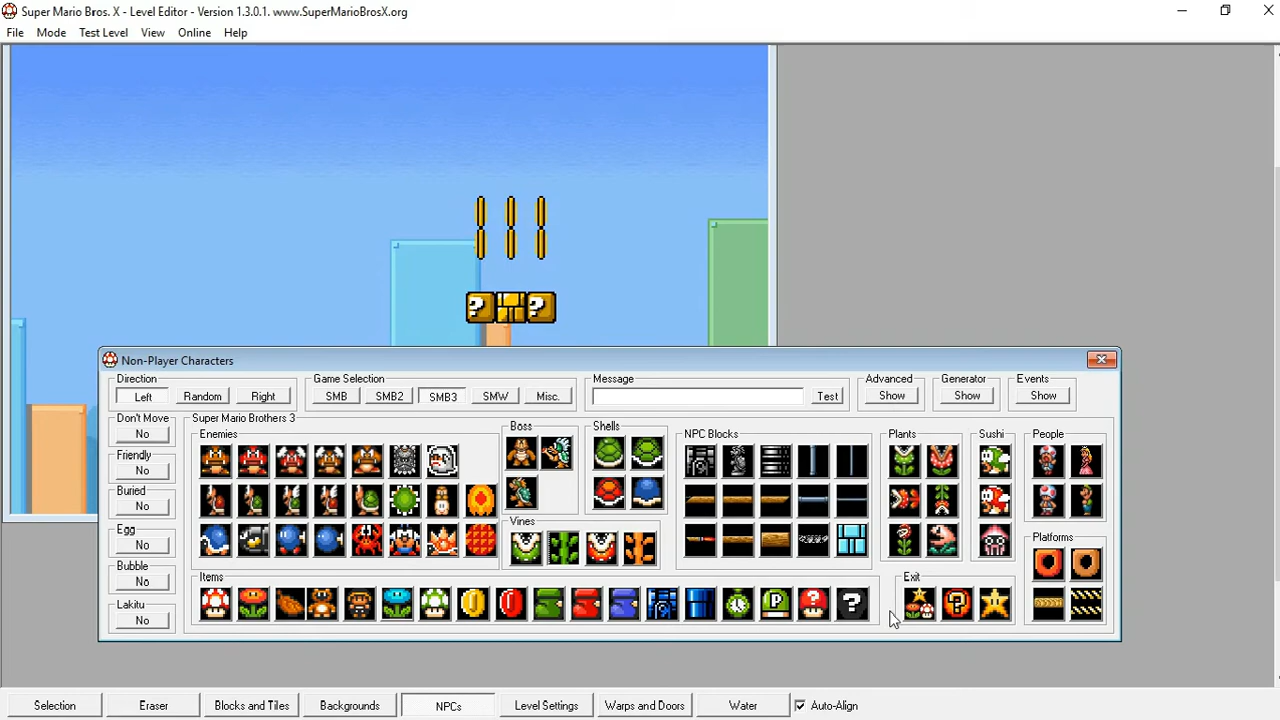 Super Mario Bros. X - Level Editor - Version 1.3.0.1. www.SuperMarioBrosX.org
File Mode Test Level View Online Help
Non-Player Characters
Direction
Left Random Right
Game Selection
SMB SMB2 SMB3 SMW Misc.
Message
Test
Advanced
Show
Generator
Show
Events
Show
Don't Move
No
Friendly
No
Buried
No
Egg
No
Bubble
No
Lakitu
No
Super Mario Brothers 3
Enemies
Boss
Shells
Vines
NPC Blocks
Plants
Sushi
People
Platforms
Items
Exit
Selection Eraser Blocks and Tiles Backgrounds NPCs Level Settings Warps and Doors Water Auto-Align